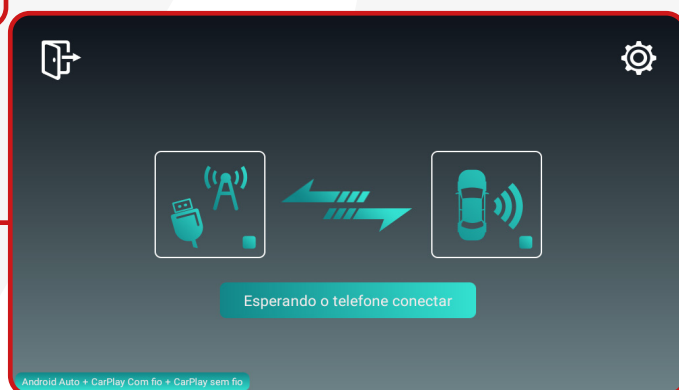 Esperando o telefone conectar
Android Auto + CarPlay Com fio + CarPlay sem fio